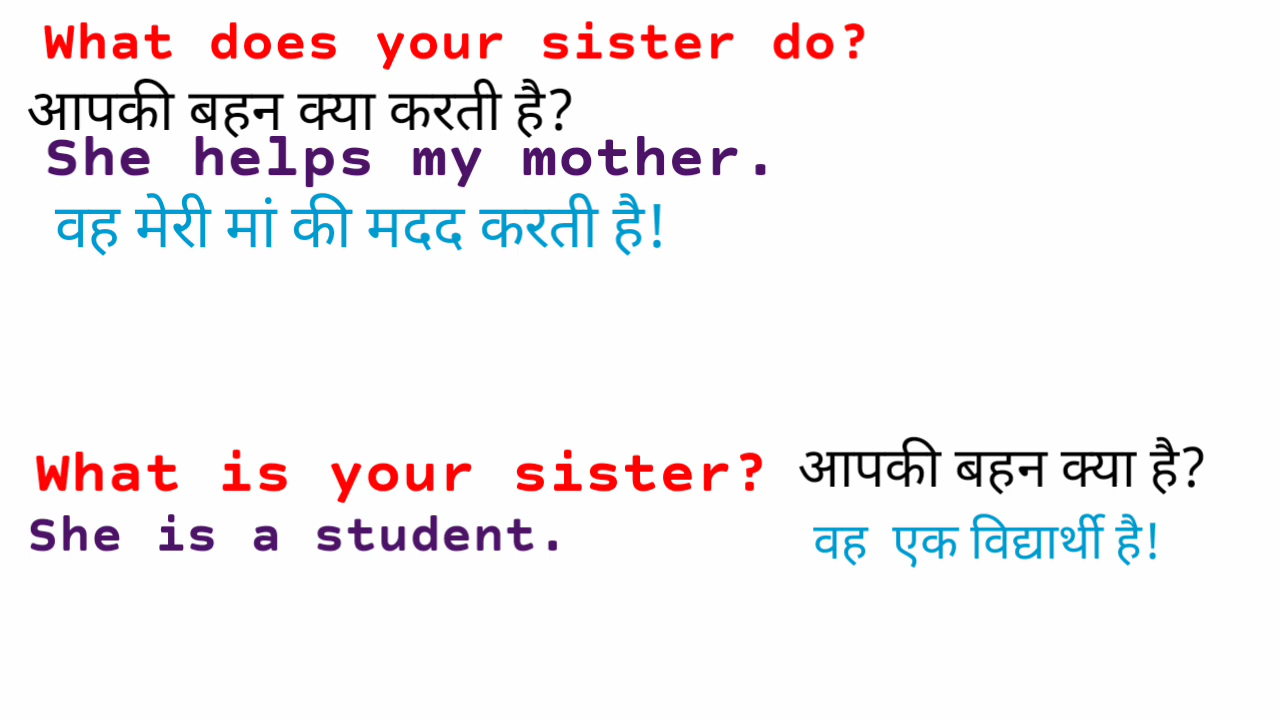 What does your sister do?
आपकी बहन क्या करती है?
She helps my mother.
वह मेरी मां की मदद करती है!
What is your sister?
आपकी बहन क्या है?
She is a student.
वह एक विद्यार्थी है!